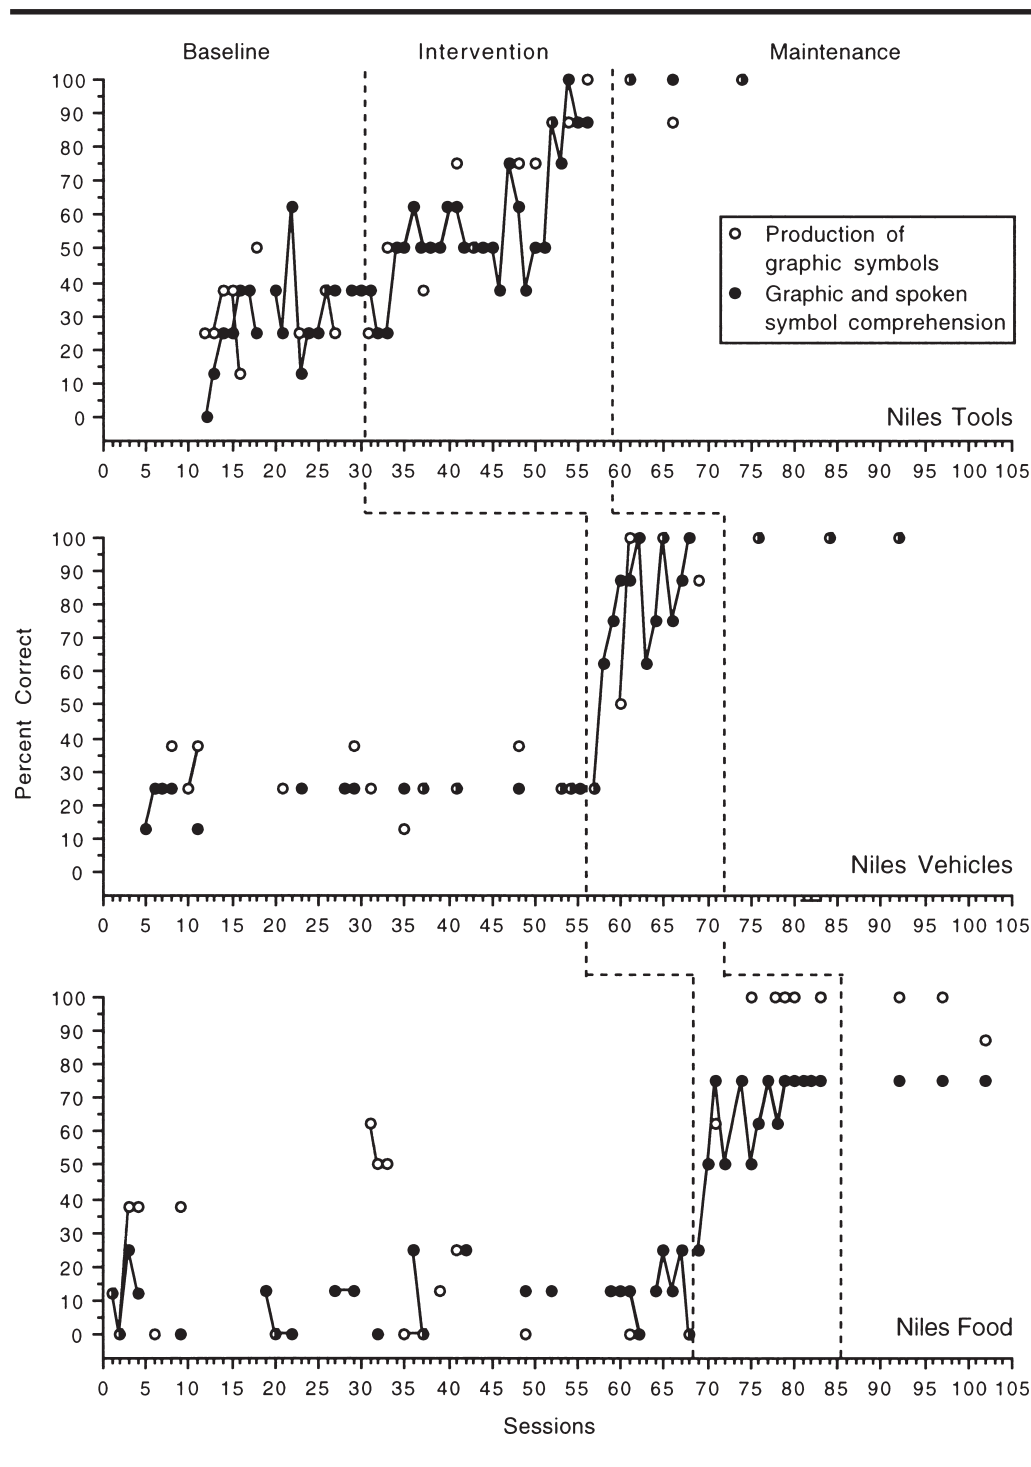 Baseline Intervention Maintenance
100
90
80
70
60
50
40
30
20
10
0
Production of
graphic symbols
Graphic and spoken
symbol comprehension
Niles Tools
0 5 10 15 20 25 30 35 40 45 50 55 60 65 70 75 80 85 90 95 100 105
Percent Correct
100
90
80
70
60
50
40
30
20
10
0
Niles Vehicles
0 5 10 15 20 25 30 35 40 45 50 55 60 65 70 75 80 85 90 95 100 105
100
90
80
70
60
50
40
30
20
10
0
Niles Food
0 5 10 15 20 25 30 35 40 45 50 55 60 65 70 75 80 85 90 95 100 105
Sessions